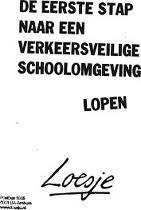 DE EERSTE STAP
NAAR EEN
VERKEERSVEILIGE
SCHOOLOMGEVING
LOPEN
Loesje